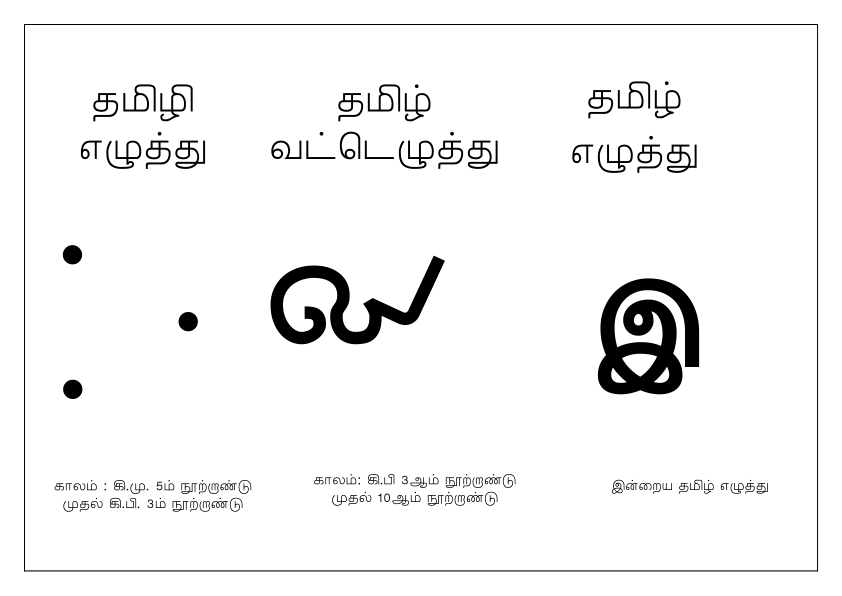 தமிழி
எழுத்து
தமிழ்
வட்டெழுத்து
தமிழ்
எழுத்து
இ
காலம் : கி.மு. 5ம் நூற்றாண்டு
முதல் கி.பி. 3ம் நூற்றாண்டு
காலம்: கி.பி 3ஆம் நூற்றாண்டு
முதல் 10ஆம் நூற்றாண்டு
இன்றைய தமிழ் எழுத்து